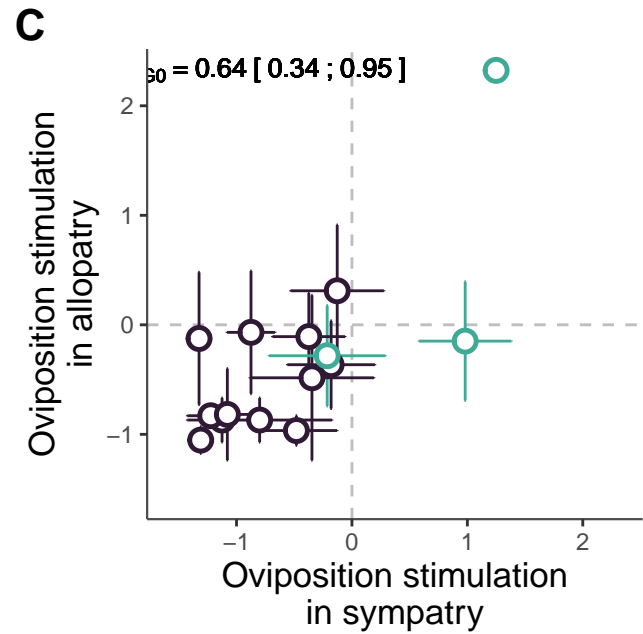 C
G0 = 0.64 [ 0.34 ; 0.95 ]
2
1
0
−1
Oviposition stimulation
in allopatry
−1 0 1 2
Oviposition stimulation
in sympatry